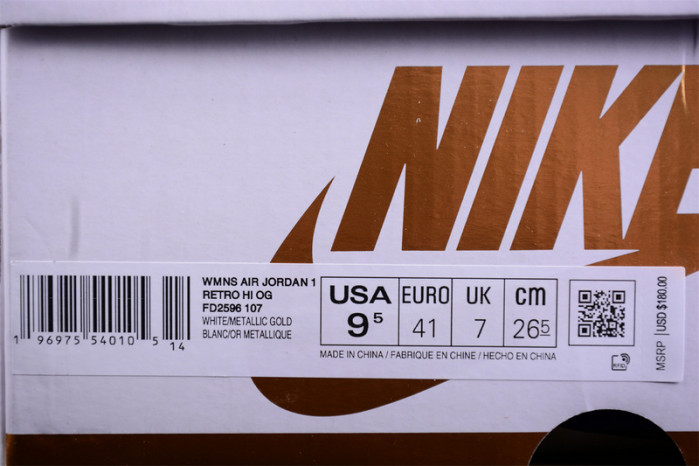 NIKE
WMNS AIR JORDAN 1
RETRO HI OG
FD2596 107
WHITE/METALLIC GOLD
BLANC/OR METALLIQUE
1 96975 54010 5 14
USA EURO UK cm
9 5 41 7 26 5
MADE IN CHINA / FABRIQUE EN CHINE / HECHO EN CHINA
RFID
MSRP | USD $180.00